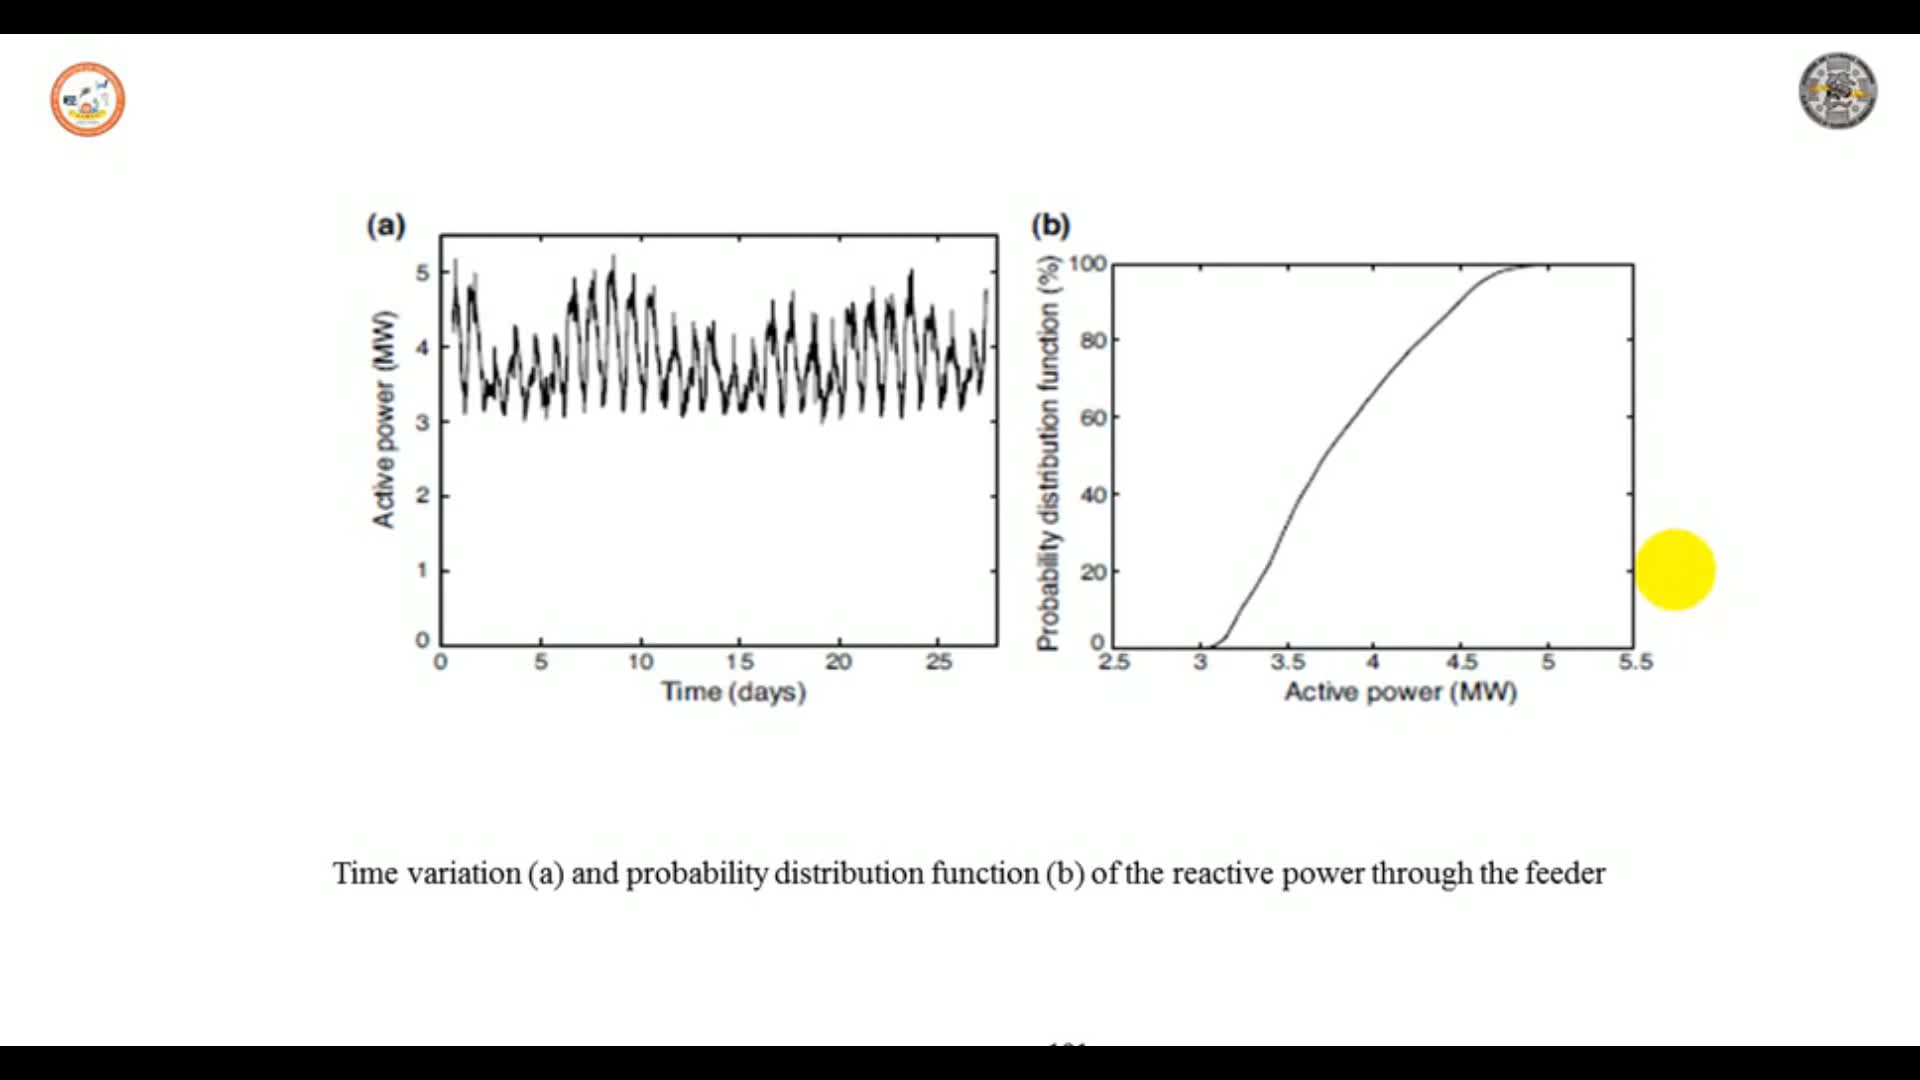 (a)
Active power (MW)
5
4
3
2
1
0
0 5 10 15 20 25
Time (days)
(b)
Probability distribution function (%)
100
80
60
40
20
0
2.5 3 3.5 4 4.5 5 5.5
Active power (MW)
Time variation (a) and probability distribution function (b) of the reactive power through the feeder